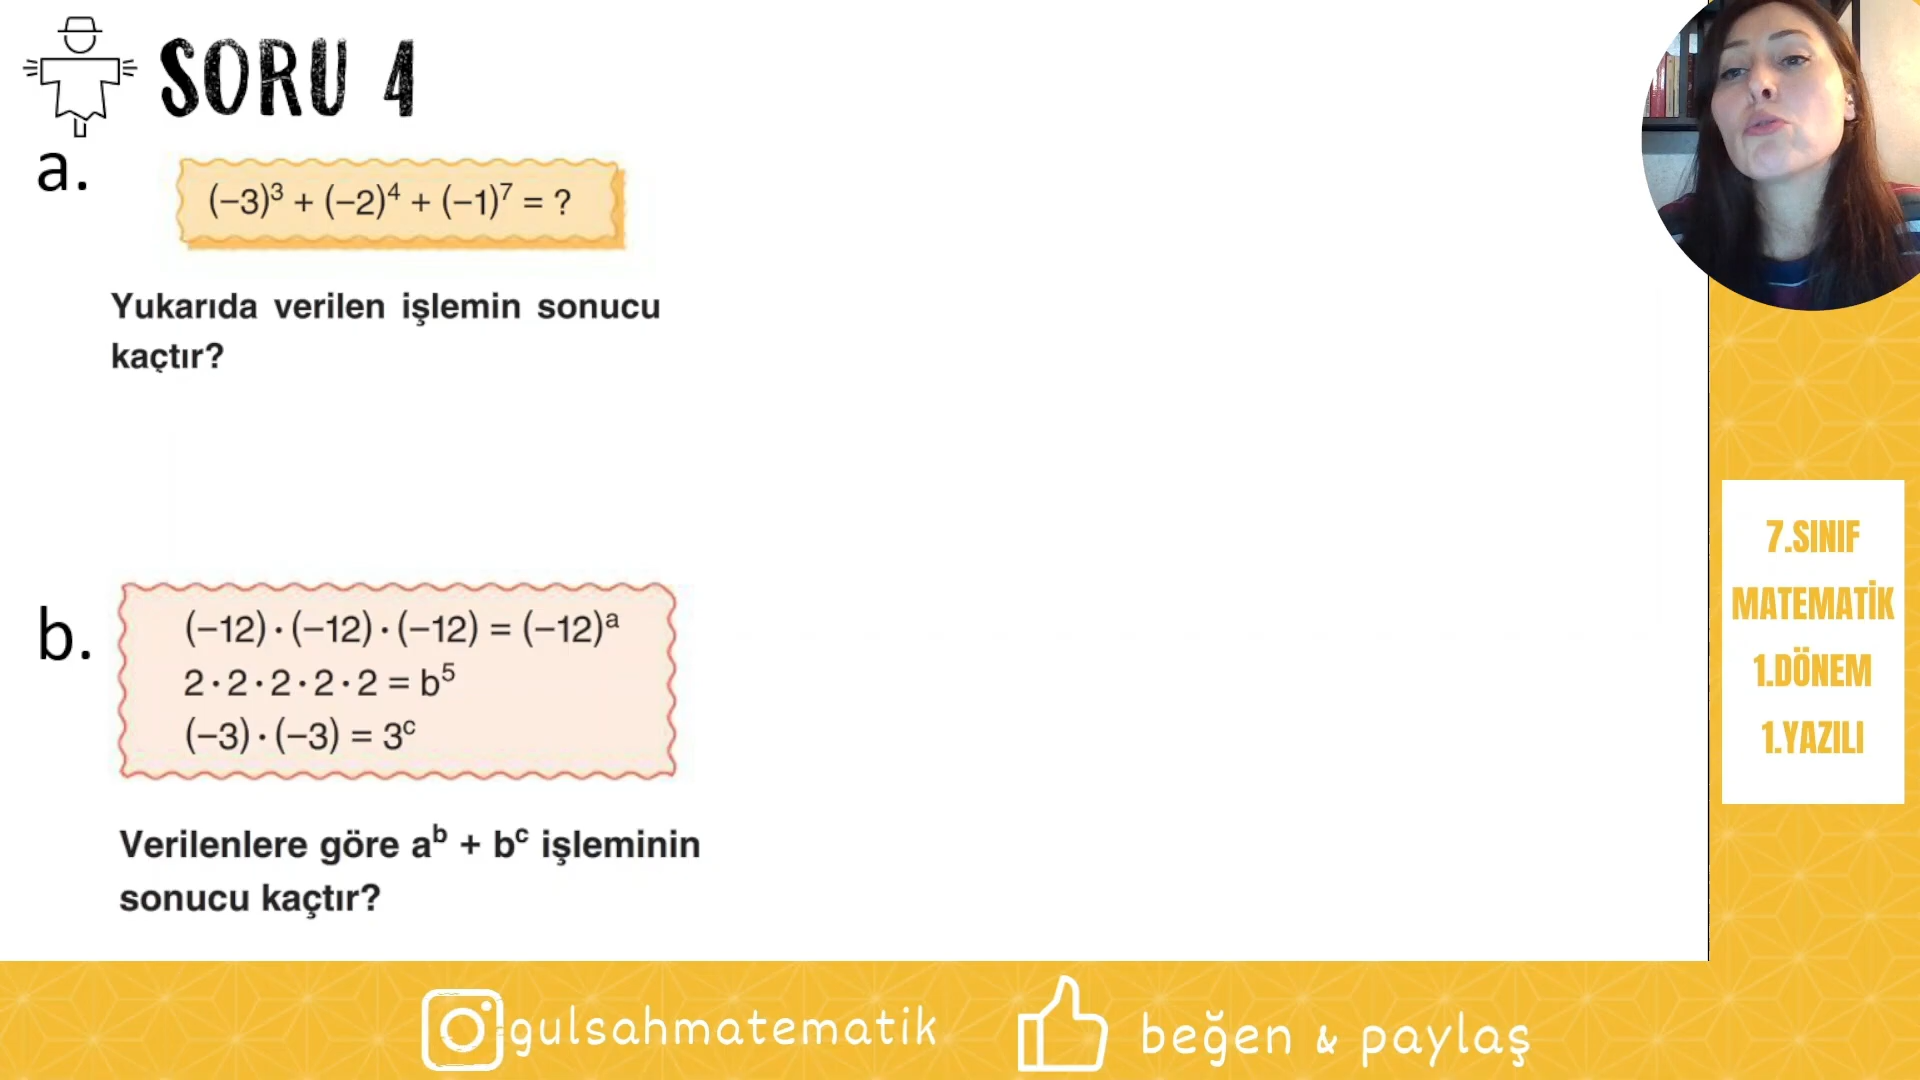 SORU 4
a.
(−3)³ + (−2)⁴ + (−1)⁷ = ?
Yukarıda verilen işlemin sonucu
kaçtır?
b.
(−12) · (−12) · (−12) = (−12)ᵃ
2 · 2 · 2 · 2 · 2 = b⁵
(−3) · (−3) = 3ᶜ
Verilenlere göre aᵇ + bᶜ işleminin
sonucu kaçtır?
7.SINIF
MATEMATİK
1.DÖNEM
1.YAZILI
gulsahmatematik
beğen & paylaş